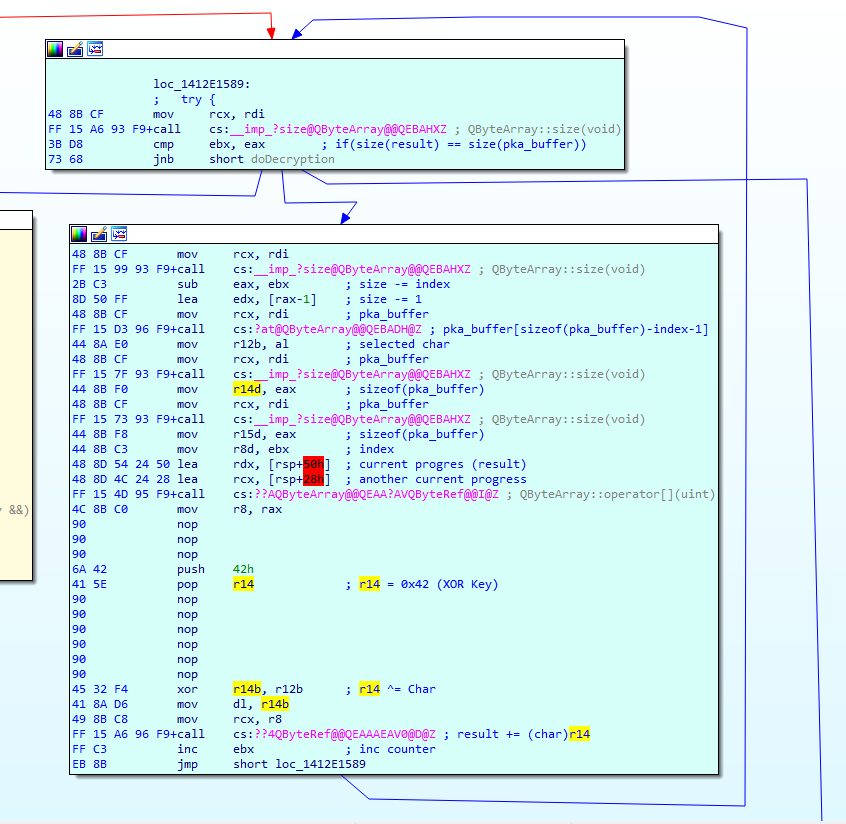 loc_1412E1589:
;   try {
48 8B CF mov rcx, rdi
FF 15 A6 93 F9+call cs:__imp_?size@QByteArray@@QEBAHXZ ; QByteArray::size(void)
3B D8 cmp ebx, eax ; if(size(result) == size(pka_buffer))
73 68 jnb short doDecryption
48 8B CF mov rcx, rdi
FF 15 99 93 F9+call cs:__imp_?size@QByteArray@@QEBAHXZ ; QByteArray::size(void)
2B C3 sub eax, ebx ; size -= index
8D 50 FF lea edx, [rax-1] ; size -= 1
48 8B CF mov rcx, rdi ; pka_buffer
FF 15 D3 96 F9+call cs:?at@QByteArray@@QEBADH@Z ; pka_buffer[sizeof(pka_buffer)-index-1]
44 8A E0 mov r12b, al ; selected char
48 8B CF mov rcx, rdi ; pka_buffer
FF 15 7F 93 F9+call cs:__imp_?size@QByteArray@@QEBAHXZ ; QByteArray::size(void)
44 8B F0 mov r14d, eax ; sizeof(pka_buffer)
48 8B CF mov rcx, rdi ; pka_buffer
FF 15 73 93 F9+call cs:__imp_?size@QByteArray@@QEBAHXZ ; QByteArray::size(void)
44 8B F8 mov r15d, eax ; sizeof(pka_buffer)
44 8B C3 mov r8d, ebx ; index
48 8D 54 24 50 lea rdx, [rsp+50h] ; current progres (result)
48 8D 4C 24 28 lea rcx, [rsp+28h] ; another current progress
FF 15 4D 95 F9+call cs:??AQByteArray@@QEAA?AVQByteRef@@I@Z ; QByteArray::operator[](uint)
4C 8B C0 mov r8, rax
90 nop
90 nop
90 nop
6A 42 push 42h
41 5E pop r14 ; r14 = 0x42 (XOR Key)
90 nop
90 nop
90 nop
90 nop
90 nop
90 nop
45 32 F4 xor r14b, r12b ; r14 ^= Char
41 8A D6 mov dl, r14b
49 8B C8 mov rcx, r8
FF 15 A6 96 F9+call cs:??4QByteRef@@QEAAAEAV0@D@Z ; result += (char)r14
FF C3 inc ebx ; inc counter
EB 8B jmp short loc_1412E1589
&&)